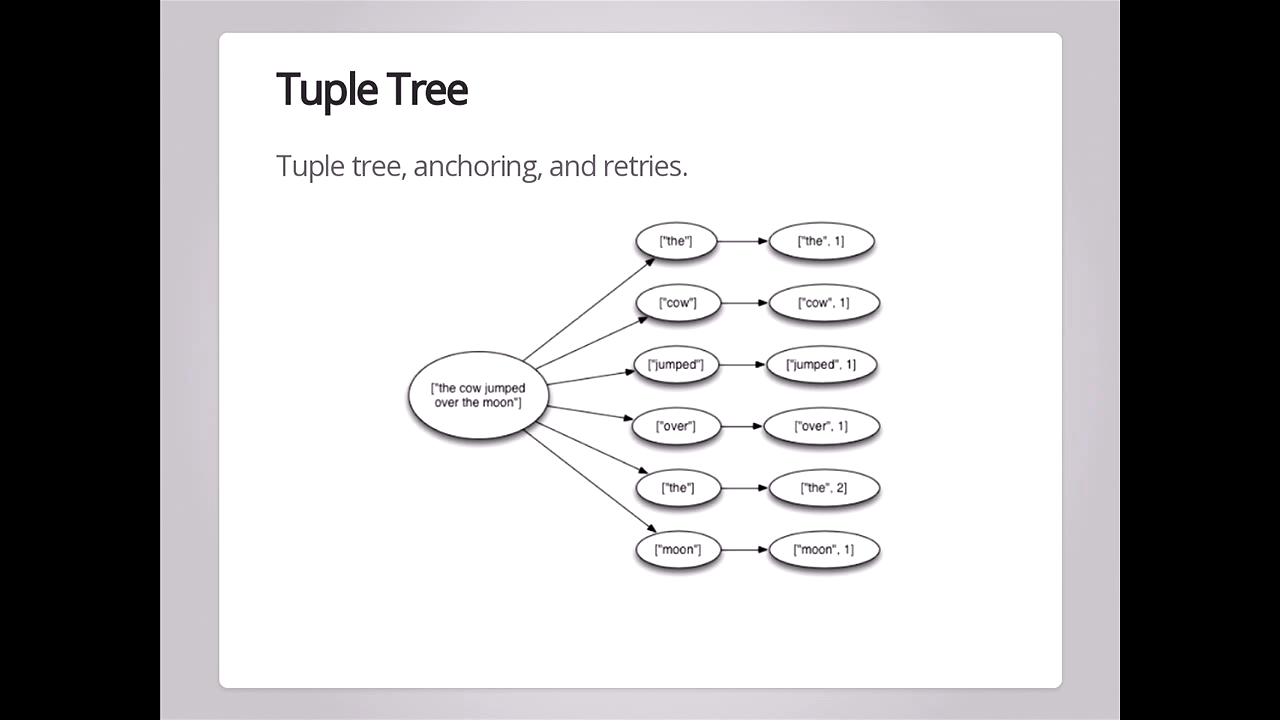 Tuple Tree
Tuple tree, anchoring, and retries.
["the cow jumped
over the moon"]
["the"]
["the", 1]
["cow"]
["cow", 1]
["jumped"]
["jumped", 1]
["over"]
["over", 1]
["the"]
["the", 2]
["moon"]
["moon", 1]